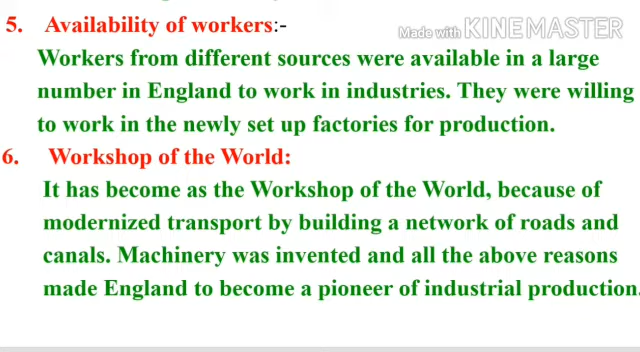 5. Availability of workers:-
Made with KINEMASTER
Workers from different sources were available in a large
number in England to work in industries. They were willing
to work in the newly set up factories for production.
6. Workshop of the World:
It has become as the Workshop of the World, because of
modernized transport by building a network of roads and
canals. Machinery was invented and all the above reasons
made England to become a pioneer of industrial production.